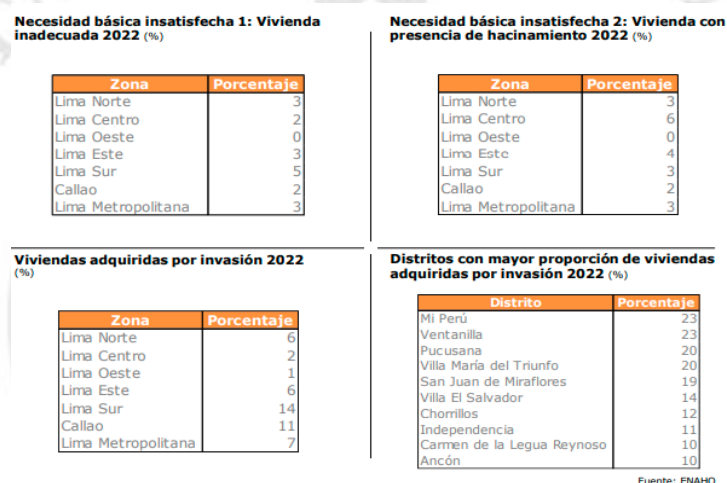 Necesidad básica insatisfecha 1: Vivienda
inadecuada 2022 (%)
Zona Porcentaje
Lima Norte 3
Lima Centro 2
Lima Oeste 0
Lima Este 3
Lima Sur 5
Callao 2
Lima Metropolitana 3
Necesidad básica insatisfecha 2: Vivienda con
presencia de hacinamiento 2022 (%)
Zona Porcentaje
Lima Norte 3
Lima Centro 6
Lima Oeste 0
Lima Este 4
Lima Sur 3
Callao 2
Lima Metropolitana 3
Viviendas adquiridas por invasión 2022
(%)
Zona Porcentaje
Lima Norte 6
Lima Centro 2
Lima Oeste 1
Lima Este 6
Lima Sur 14
Callao 11
Lima Metropolitana 7
Distritos con mayor proporción de viviendas
adquiridas por invasión 2022 (%)
Distrito Porcentaje
Mi Perú 23
Ventanilla 23
Pucusana 20
Villa María del Triunfo 20
San Juan de Miraflores 19
Villa El Salvador 14
Chorrillos 12
Independencia 11
Carmen de la Legua Reynoso 10
Ancón 10
Fuente: ENAHO